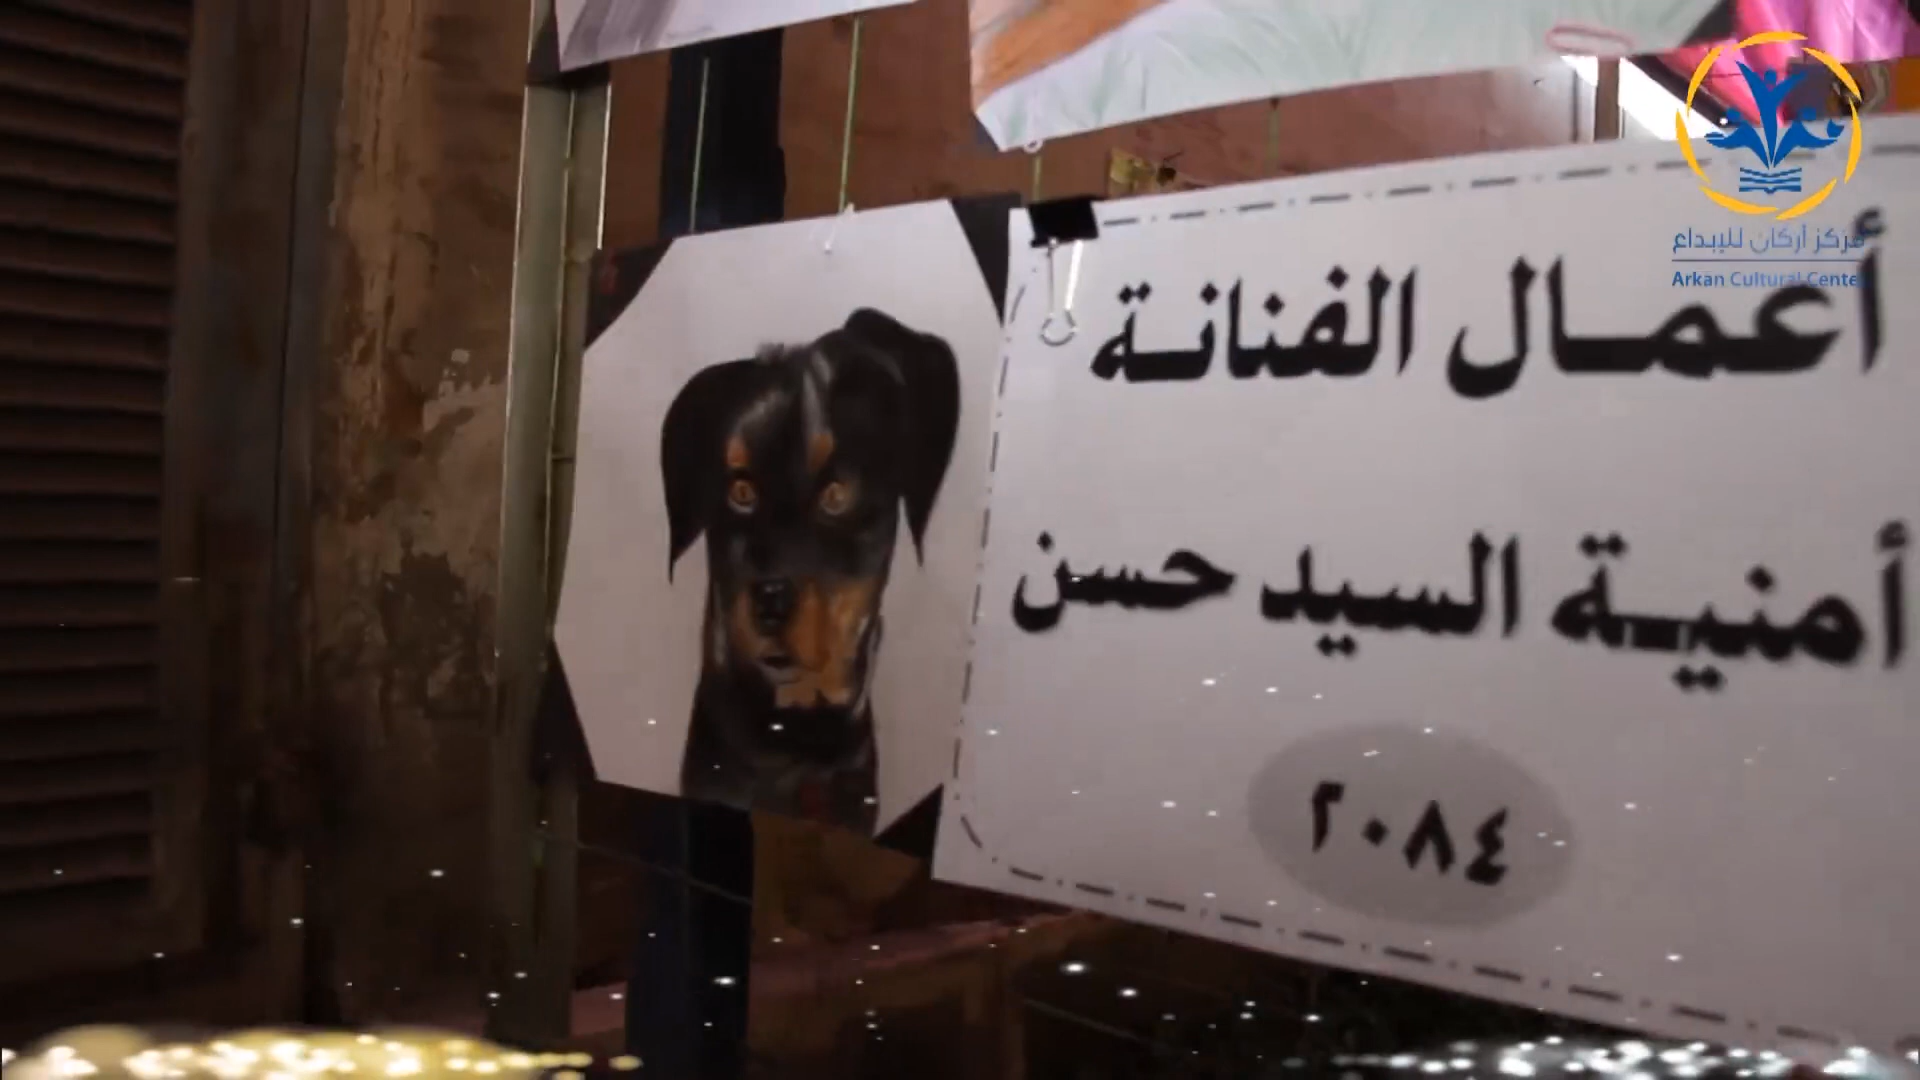 مركز أركان للإبداع
Arkan Cultural Center
أعمال الفنانة
أمنية السيد حسن
٢٠٨٤